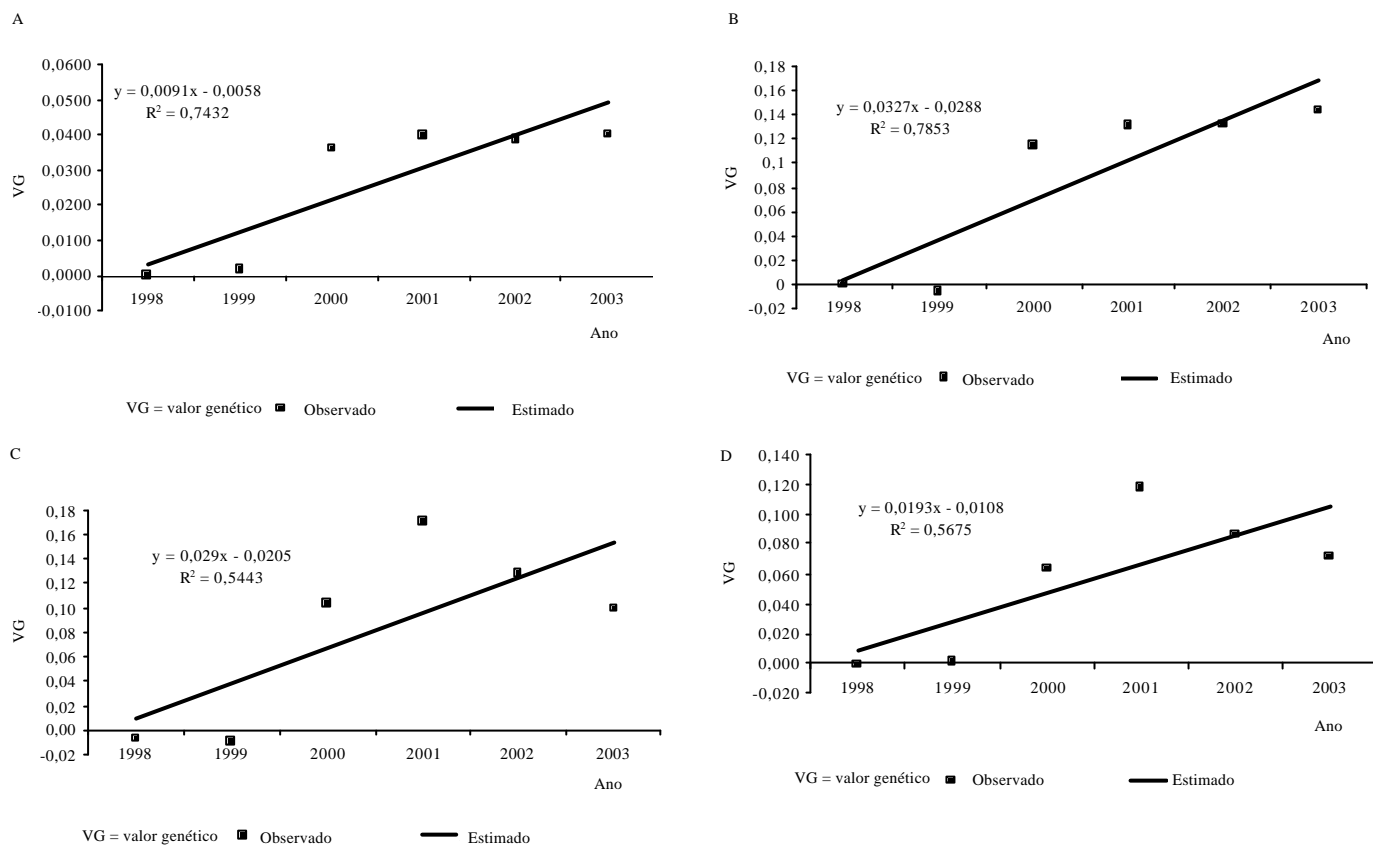 A
0,0600
0,0500
0,0400
0,0300
0,0200
0,0100
0,0000
-0,0100
VG
y = 0,0091x - 0,0058
R² = 0,7432
1998 1999 2000 2001 2002 2003
Ano
VG = valor genético Observado Estimado
B
0,18
0,16
0,14
0,12
0,1
0,08
0,06
0,04
0,02
0
-0,02
VG
y = 0,0327x - 0,0288
R² = 0,7853
1998 1999 2000 2001 2002 2003
Ano
VG = valor genético Observado Estimado
C
0,18
0,16
0,14
0,12
0,10
0,08
0,06
0,04
0,02
0,00
-0,02
VG
y = 0,029x - 0,0205
R² = 0,5443
1998 1999 2000 2001 2002 2003
Ano
VG = valor genético Observado Estimado
D
0,140
0,120
0,100
0,080
0,060
0,040
0,020
0,000
-0,020
VG
y = 0,0193x - 0,0108
R² = 0,5675
1998 1999 2000 2001 2002 2003
Ano
VG = valor genético Observado Estimado